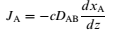 J_A = −cD_AB dx_A/dz